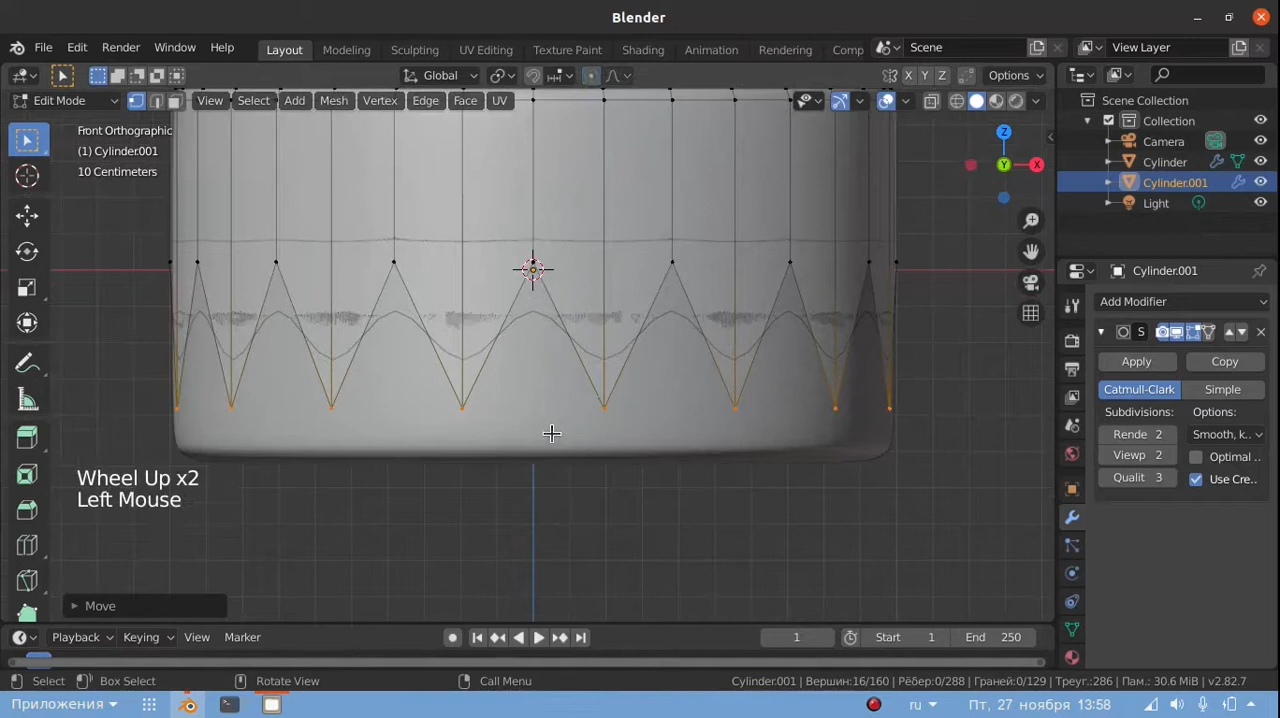 Blender
File Edit Render Window Help Layout Modeling Sculpting UV Editing Texture Paint Shading Animation Rendering Comp Scene View Layer
Global X Y Z Options
Edit Mode View Select Add Mesh Vertex Edge Face UV
Front Orthographic
(1) Cylinder.001
10 Centimeters
Z
Y
X
Wheel Up x2
Left Mouse
Move
Scene Collection
Collection
Camera
Cylinder
Cylinder.001
Light
Cylinder.001
Add Modifier
S
Apply Copy
Catmull-Clark Simple
Subdivisions: Options:
Rende 2 Smooth, k...
Viewp 2 Optimal ..
Qualit 3 Use Cre..
Playback Keying View Marker 1 Start 1 End 250
Select Box Select Rotate View Call Menu Cylinder.001 | Вершин:16/160 | Рёбер:0/288 | Граней:0/129 | Треуг.:286 | Пам.: 30.6 MiB | v2.82.7
Приложения ru Пт, 27 ноября 13:58